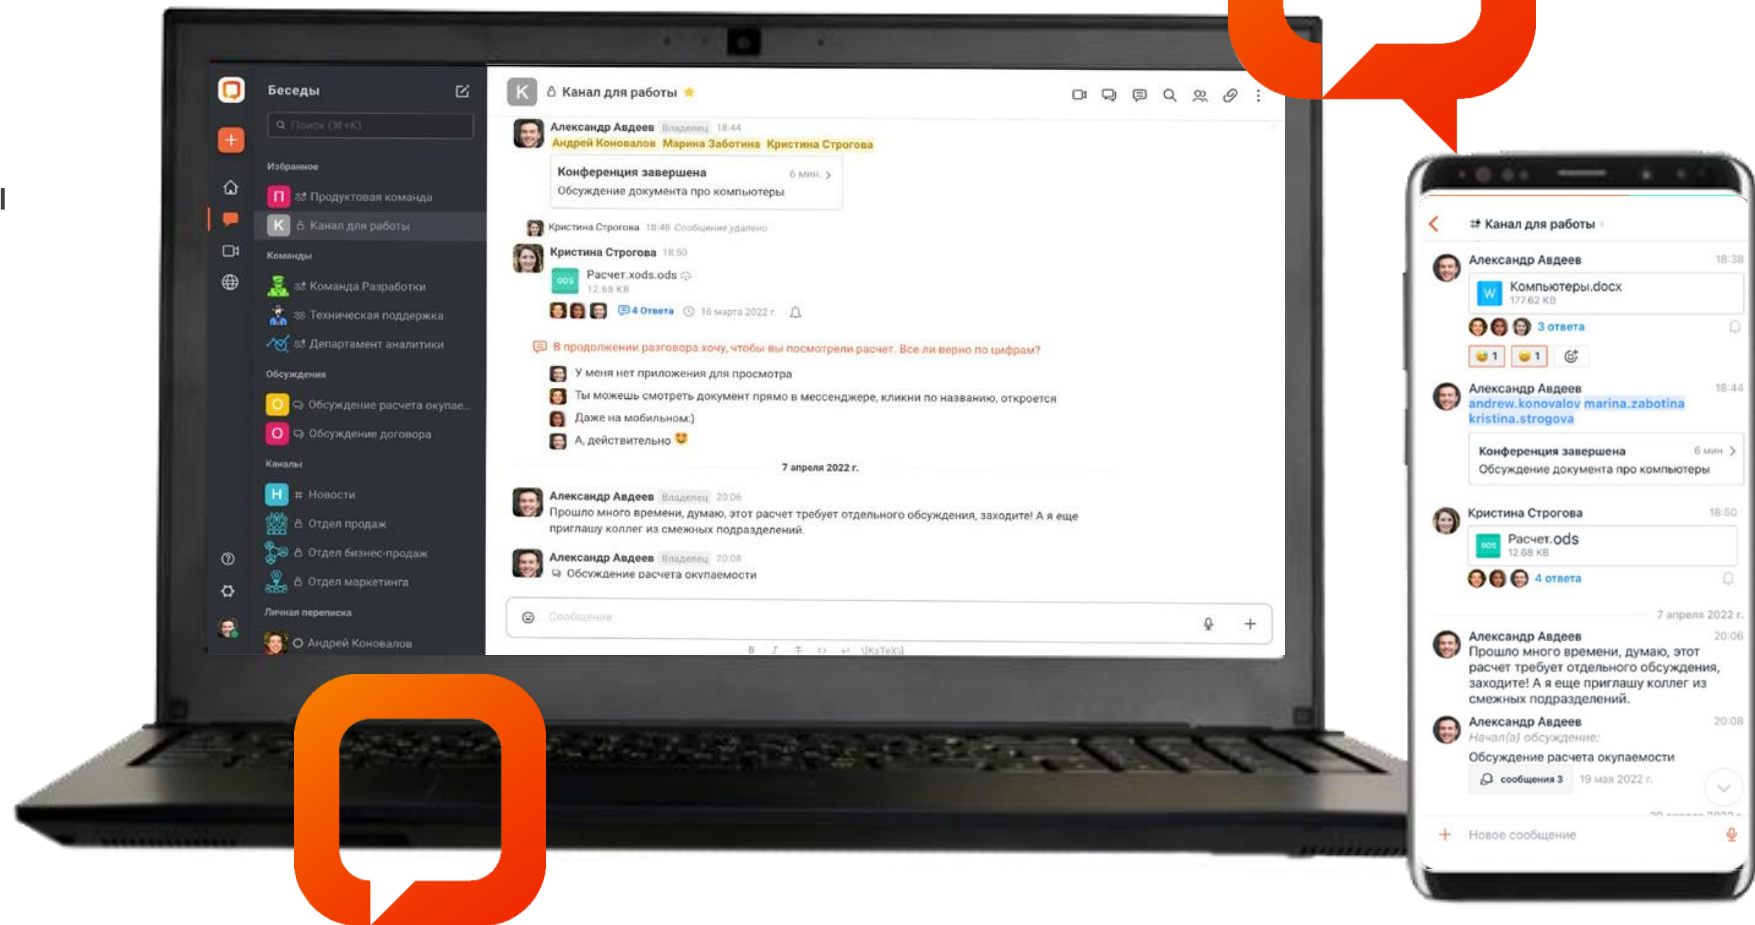 Беседы
Поиск (⌘+K)
Избранное
П Продуктовая команда
К Канал для работы
Команды
Команда Разработки
Техническая поддержка
Департамент аналитики
Обсуждения
О Обсуждение расчета окупае...
О Обсуждение договора
Каналы
Н # Новости
Отдел продаж
Отдел бизнес-продаж
Отдел маркетинга
Личная переписка
Андрей Коновалов
К Канал для работы
Александр Авдеев Владелец 18:44
Андрей Коновалов Марина Заботина Кристина Строгова
Конференция завершена 6 мин.
Обсуждение документа про компьютеры
Кристина Строгова 18:48 Сообщение удалено
Кристина Строгова 18:50
ODS Расчет.xods.ods
12.68 KB
4 Ответа 16 марта 2022 г.
В продолжении разговора хочу, чтобы вы посмотрели расчет. Все ли верно по цифрам?
У меня нет приложения для просмотра
Ты можешь смотреть документ прямо в мессенджере, кликни по названию, откроется
Даже на мобильном:)
А, действительно
7 апреля 2022 г.
Александр Авдеев Владелец 20:06
Прошло много времени, думаю, этот расчет требует отдельного обсуждения, заходите! А я еще
приглашу коллег из смежных подразделений.
Александр Авдеев Владелец 20:08
Обсуждение расчета окупаемости
Сообщение
B I \[KaTeX\]
# Канал для работы
Александр Авдеев 18:38
W Компьютеры.docx
177.62 KB
3 ответа
1 1
Александр Авдеев 18:44
andrew.konovalov marina.zabotina
kristina.strogova
Конференция завершена 6 мин
Обсуждение документа про компьютеры
Кристина Строгова 18:50
ODS Расчет.ods
12.68 KB
4 ответа
7 апреля 2022 г.
Александр Авдеев 20:06
Прошло много времени, думаю, этот
расчет требует отдельного обсуждения,
заходите! А я еще приглашу коллег из
смежных подразделений.
Александр Авдеев 20:08
Начал(а) обсуждение:
Обсуждение расчета окупаемости
сообщения 3 19 мая 2022 г.
Новое сообщение